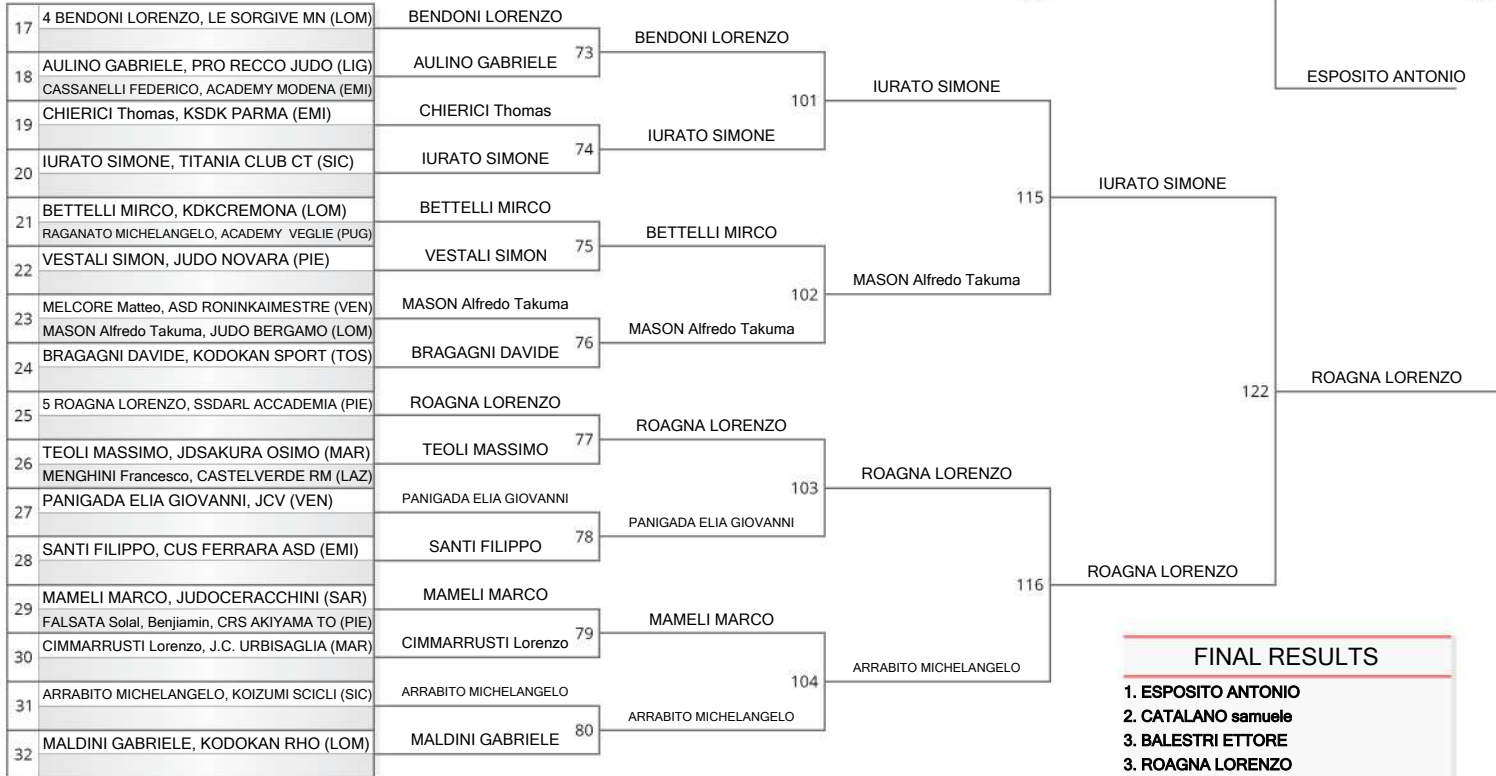 17
4 BENDONI LORENZO, LE SORGIVE MN (LOM)
18
AULINO GABRIELE, PRO RECCO JUDO (LIG)
CASSANELLI FEDERICO, ACADEMY MODENA (EMI)
19
CHIERICI Thomas, KSDK PARMA (EMI)
20
IURATO SIMONE, TITANIA CLUB CT (SIC)
21
BETTELLI MIRCO, KDKCREMONA (LOM)
RAGANATO MICHELANGELO, ACADEMY VEGLIE (PUG)
22
VESTALI SIMON, JUDO NOVARA (PIE)
23
MELCORE Matteo, ASD RONINKAIMESTRE (VEN)
MASON Alfredo Takuma, JUDO BERGAMO (LOM)
24
BRAGAGNI DAVIDE, KODOKAN SPORT (TOS)
25
5 ROAGNA LORENZO, SSDARL ACCADEMIA (PIE)
26
TEOLI MASSIMO, JDSAKURA OSIMO (MAR)
MENGHINI Francesco, CASTELVERDE RM (LAZ)
27
PANIGADA ELIA GIOVANNI, JCV (VEN)
28
SANTI FILIPPO, CUS FERRARA ASD (EMI)
29
MAMELI MARCO, JUDOCERACCHINI (SAR)
FALSATA Solal, Benjiamin, CRS AKIYAMA TO (PIE)
30
CIMMARRUSTI Lorenzo, J.C. URBISAGLIA (MAR)
31
ARRABITO MICHELANGELO, KOIZUMI SCICLI (SIC)
32
MALDINI GABRIELE, KODOKAN RHO (LOM)
BENDONI LORENZO
73
AULINO GABRIELE
CHIERICI Thomas
74
IURATO SIMONE
BETTELLI MIRCO
75
VESTALI SIMON
MASON Alfredo Takuma
76
BRAGAGNI DAVIDE
ROAGNA LORENZO
77
TEOLI MASSIMO
PANIGADA ELIA GIOVANNI
78
SANTI FILIPPO
MAMELI MARCO
79
CIMMARRUSTI Lorenzo
ARRABITO MICHELANGELO
80
MALDINI GABRIELE
BENDONI LORENZO
101
IURATO SIMONE
BETTELLI MIRCO
102
MASON Alfredo Takuma
ROAGNA LORENZO
103
PANIGADA ELIA GIOVANNI
MAMELI MARCO
104
ARRABITO MICHELANGELO
IURATO SIMONE
115
MASON Alfredo Takuma
ROAGNA LORENZO
116
ARRABITO MICHELANGELO
IURATO SIMONE
122
ROAGNA LORENZO
ROAGNA LORENZO
ESPOSITO ANTONIO
FINAL RESULTS
1. ESPOSITO ANTONIO
2. CATALANO samuele
3. BALESTRI ETTORE
3. ROAGNA LORENZO